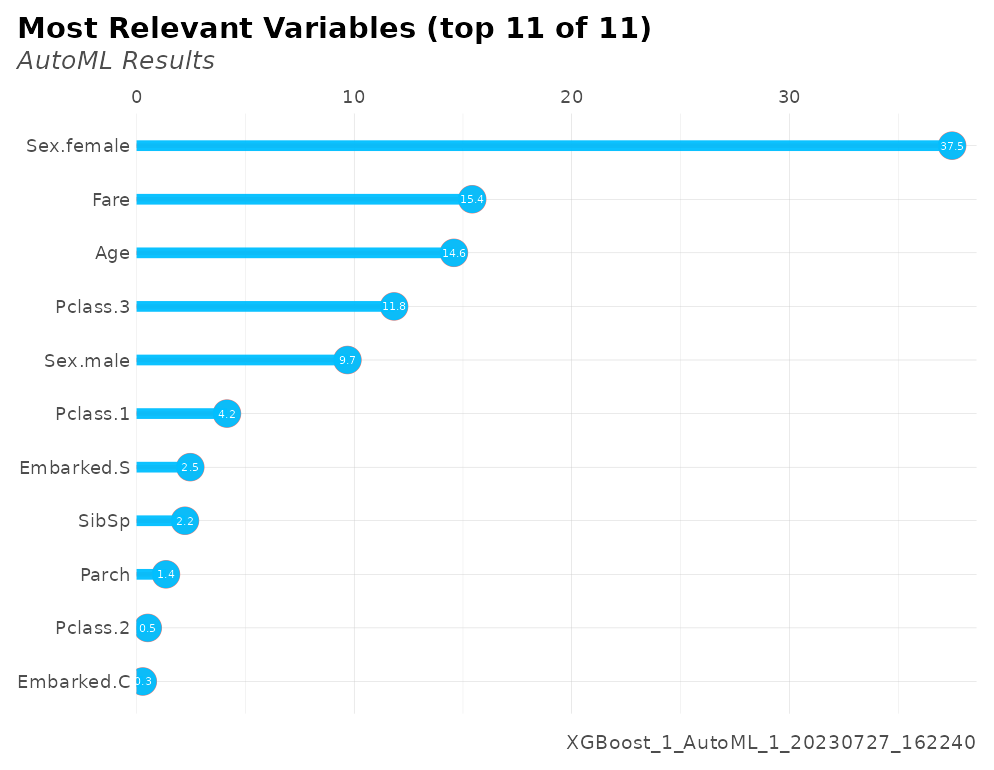 Most Relevant Variables (top 11 of 11)
AutoML Results
0 10 20 30
Sex.female 37.5
Fare 15.4
Age 14.6
Pclass.3 11.8
Sex.male 9.7
Pclass.1 4.2
Embarked.S 2.5
SibSp 2.2
Parch 1.4
Pclass.2 0.5
Embarked.C 0.3
XGBoost_1_AutoML_1_20230727_162240